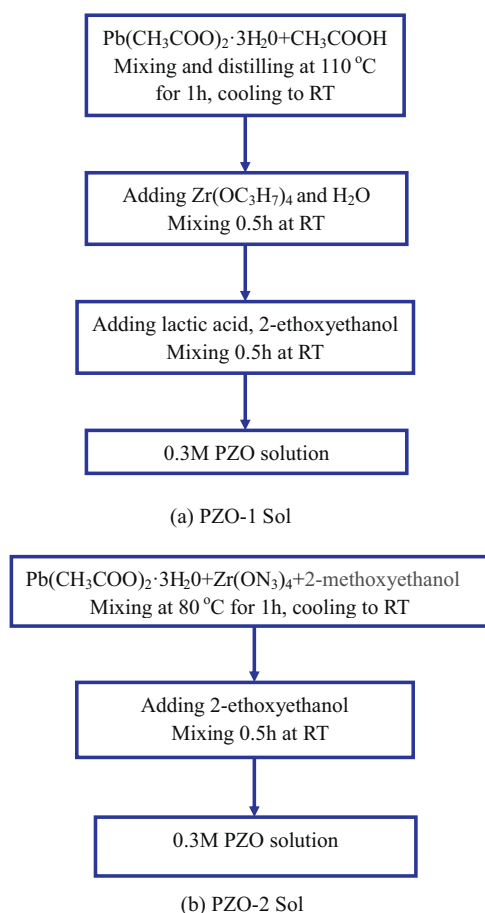 Pb(CH₃COO)₂·3H₂0+CH₃COOH
Mixing and distilling at 110 °C
for 1h, cooling to RT
Adding Zr(OC₃H₇)₄ and H₂O
Mixing 0.5h at RT
Adding lactic acid, 2-ethoxyethanol
Mixing 0.5h at RT
0.3M PZO solution
(a) PZO-1 Sol
Pb(CH₃COO)₂·3H₂0+Zr(ON₃)₄+2-methoxyethanol
Mixing at 80 °C for 1h, cooling to RT
Adding 2-ethoxyethanol
Mixing 0.5h at RT
0.3M PZO solution
(b) PZO-2 Sol